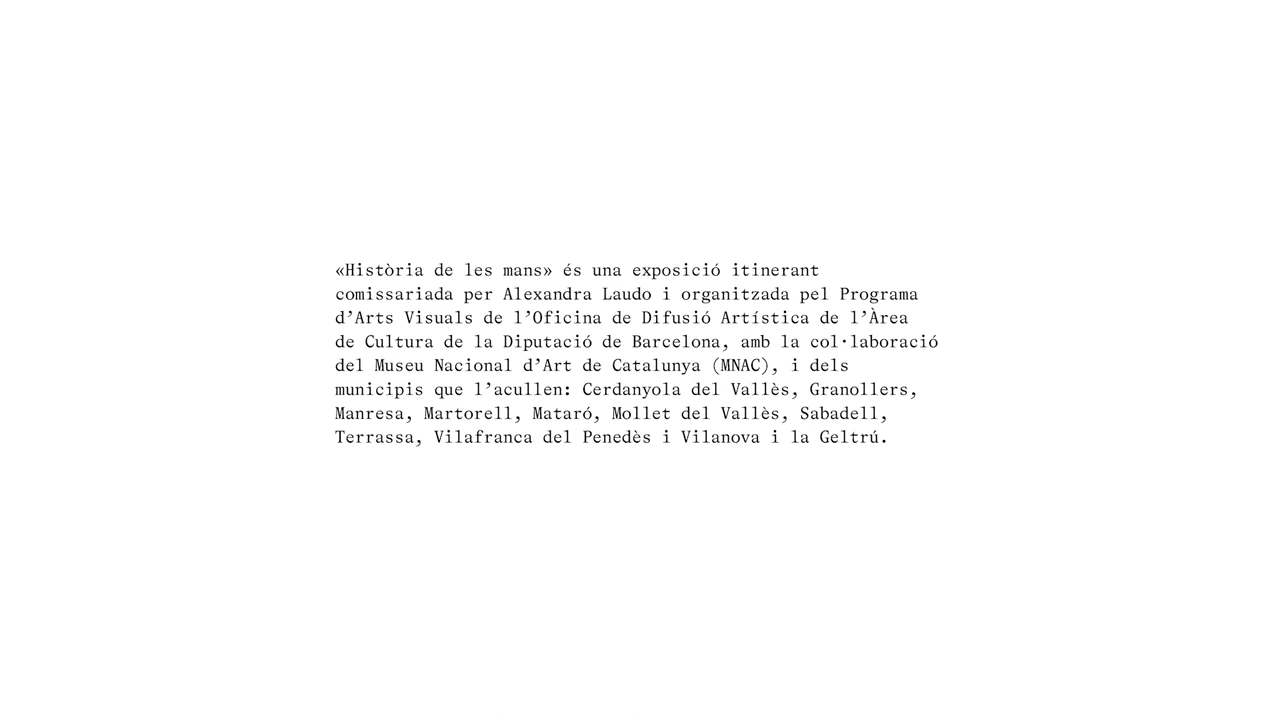 «Història de les mans» és una exposició itinerant
comissariada per Alexandra Laudo i organitzada pel Programa
d’Arts Visuals de l’Oficina de Difusió Artística de l’Àrea
de Cultura de la Diputació de Barcelona, amb la col·laboració
del Museu Nacional d’Art de Catalunya (MNAC), i dels
municipis que l’acullen: Cerdanyola del Vallès, Granollers,
Manresa, Martorell, Mataró, Mollet del Vallès, Sabadell,
Terrassa, Vilafranca del Penedès i Vilanova i la Geltrú.